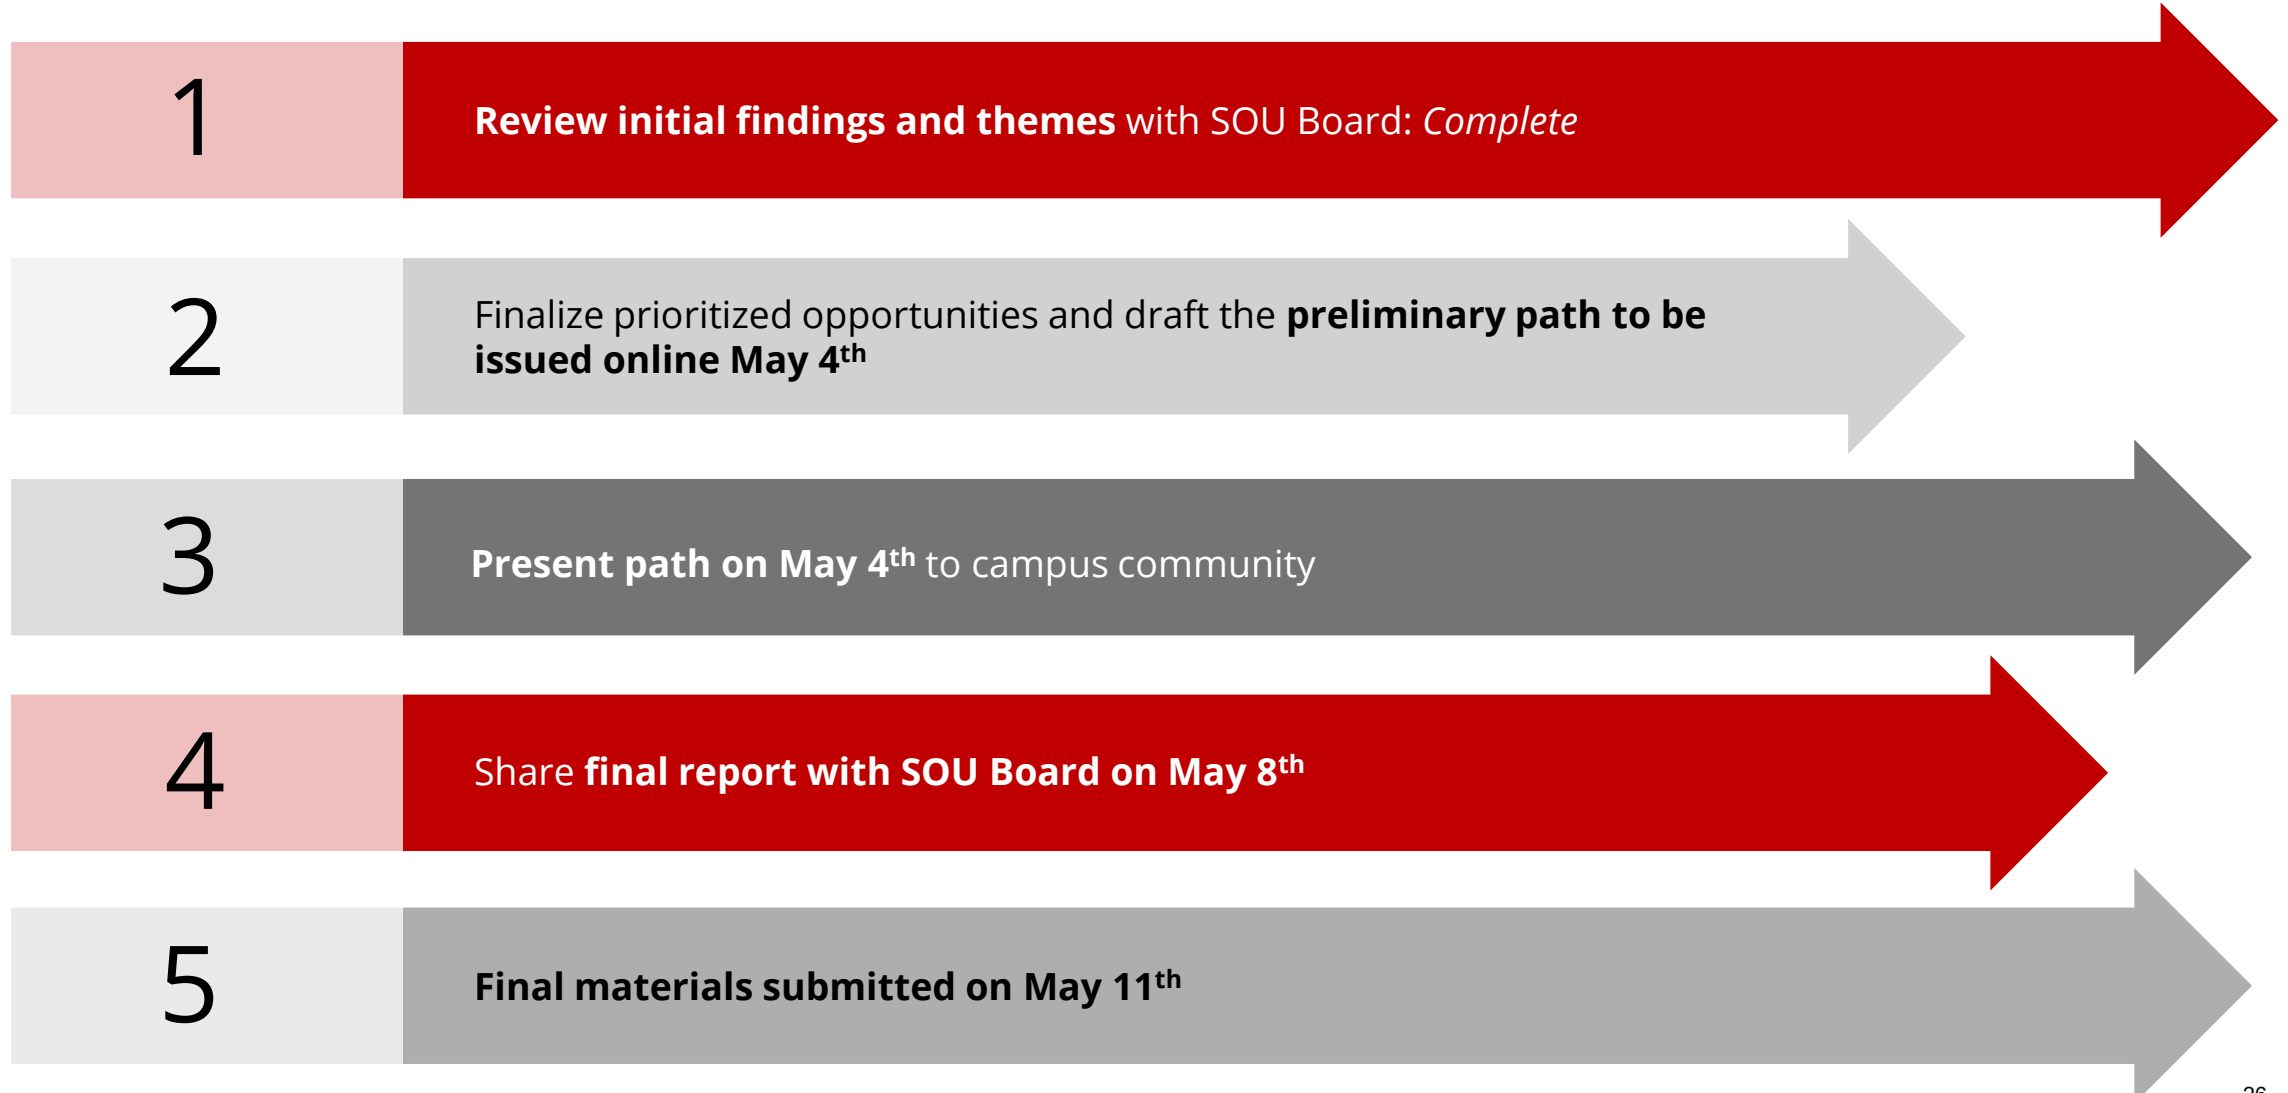 1
Review initial findings and themes with SOU Board: Complete
2
Finalize prioritized opportunities and draft the preliminary path to be
issued online May 4th
3
Present path on May 4th to campus community
4
Share final report with SOU Board on May 8th
5
Final materials submitted on May 11th